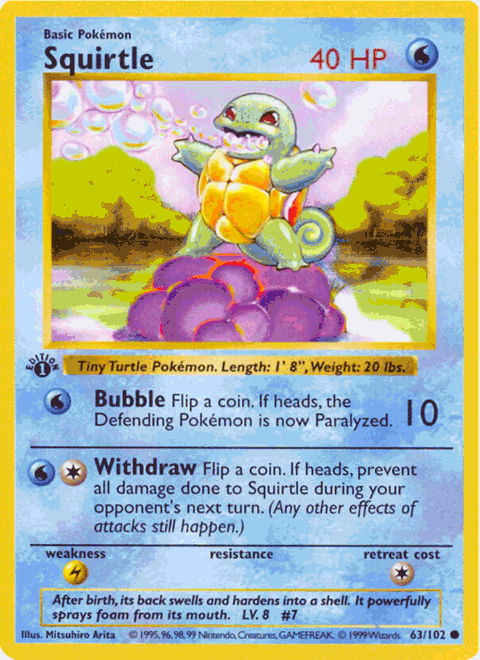 Basic Pokémon
Squirtle 40 HP
EDITION 1
Tiny Turtle Pokémon. Length: 1' 8", Weight: 20 lbs.
Bubble Flip a coin. If heads, the
Defending Pokémon is now Paralyzed. 10
Withdraw Flip a coin. If heads, prevent
all damage done to Squirtle during your
opponent's next turn. (Any other effects of
attacks still happen.)
weakness resistance retreat cost
After birth, its back swells and hardens into a shell. It powerfully
sprays foam from its mouth. LV. 8 #7
Illus. Mitsuhiro Arita © 1995, 96, 98, 99 Nintendo, Creatures, GAMEFREAK. © 1999 Wizards. 63/102